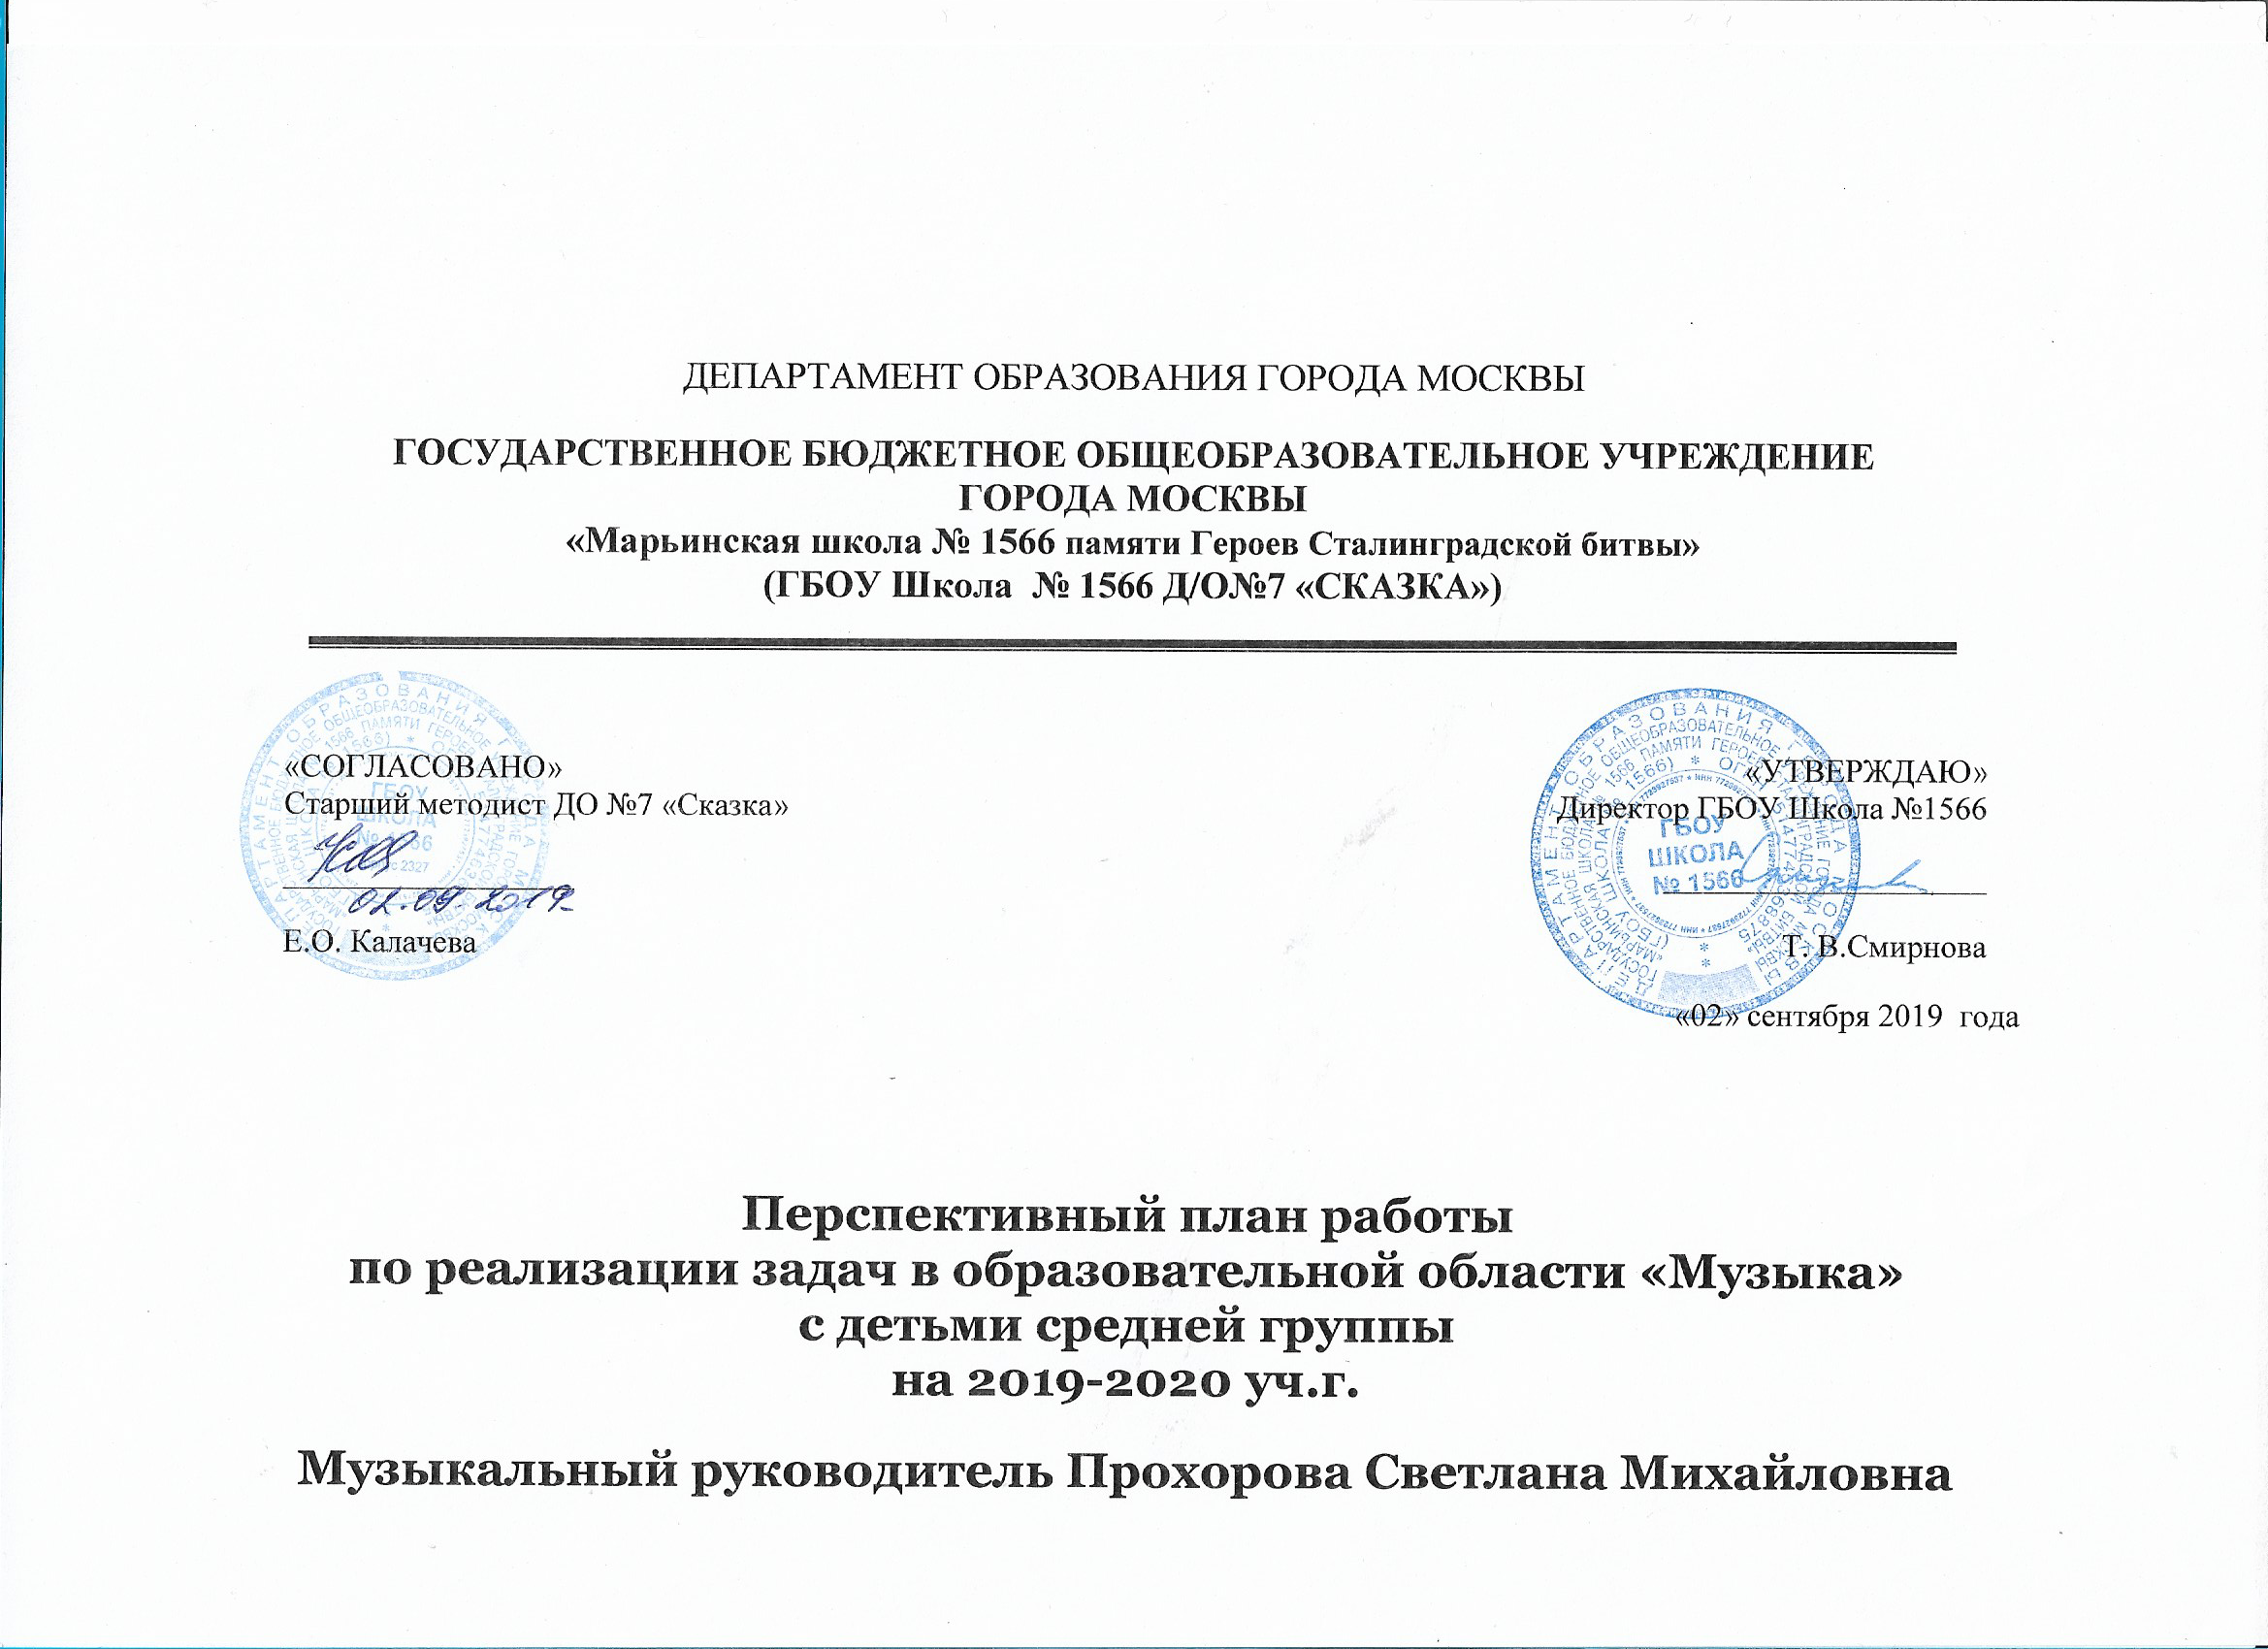 ДЕПАРТАМЕНТ ОБРАЗОВАНИЯ ГОРОДА МОСКВЫ
ГОСУДАРСТВЕННОЕ БЮДЖЕТНОЕ ОБЩЕОБРАЗОВАТЕЛЬНОЕ УЧРЕЖДЕНИЕ
ГОРОДА МОСКВЫ
«Марьинская школа № 1566 памяти Героев Сталинградской битвы»
(ГБОУ Школа № 1566 Д/О№7 «СКАЗКА»)
«СОГЛАСОВАНО»
Старший методист ДО №7 «Сказка»
02.09.2019
Е.О. Калачева
«УТВЕРЖДАЮ»
Директор ГБОУ Школа №1566
ГБОУ
ШКОЛА
№ 1566
Т. В.Смирнова
«02» сентября 2019 года
Перспективный план работы
по реализации задач в образовательной области «Музыка»
с детьми средней группы
на 2019-2020 уч.г.
Музыкальный руководитель Прохорова Светлана Михайловна